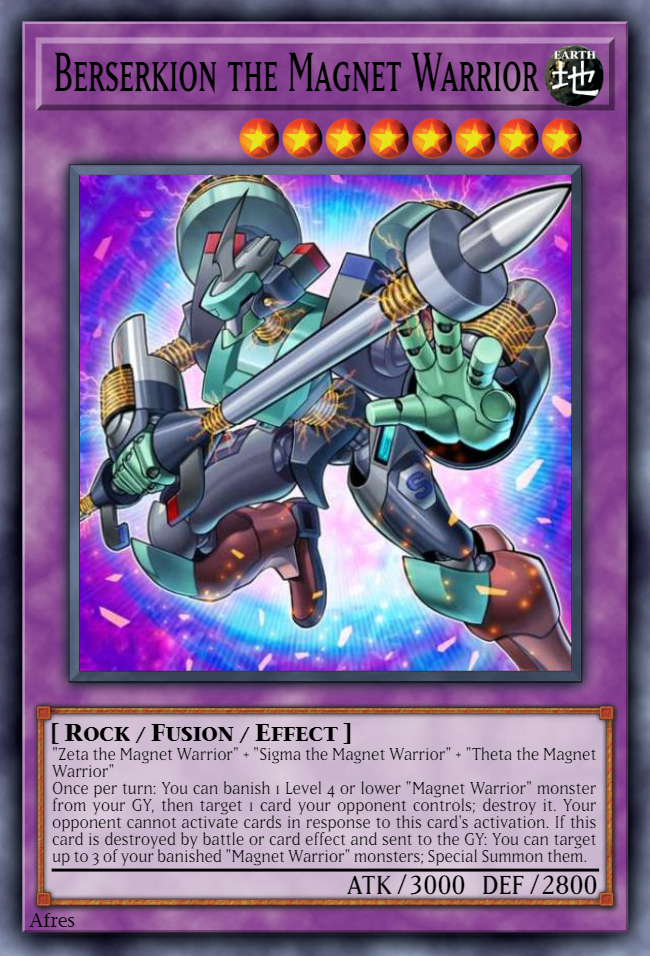 BERSERKION THE MAGNET WARRIOR
EARTH
地
[ ROCK / FUSION / EFFECT ]
"Zeta the Magnet Warrior" + "Sigma the Magnet Warrior" + "Theta the Magnet
Warrior"
Once per turn: You can banish 1 Level 4 or lower "Magnet Warrior" monster
from your GY, then target 1 card your opponent controls; destroy it. Your
opponent cannot activate cards in response to this card's activation. If this
card is destroyed by battle or card effect and sent to the GY: You can target
up to 3 of your banished "Magnet Warrior" monsters; Special Summon them.
ATK/3000 DEF/2800
Afres